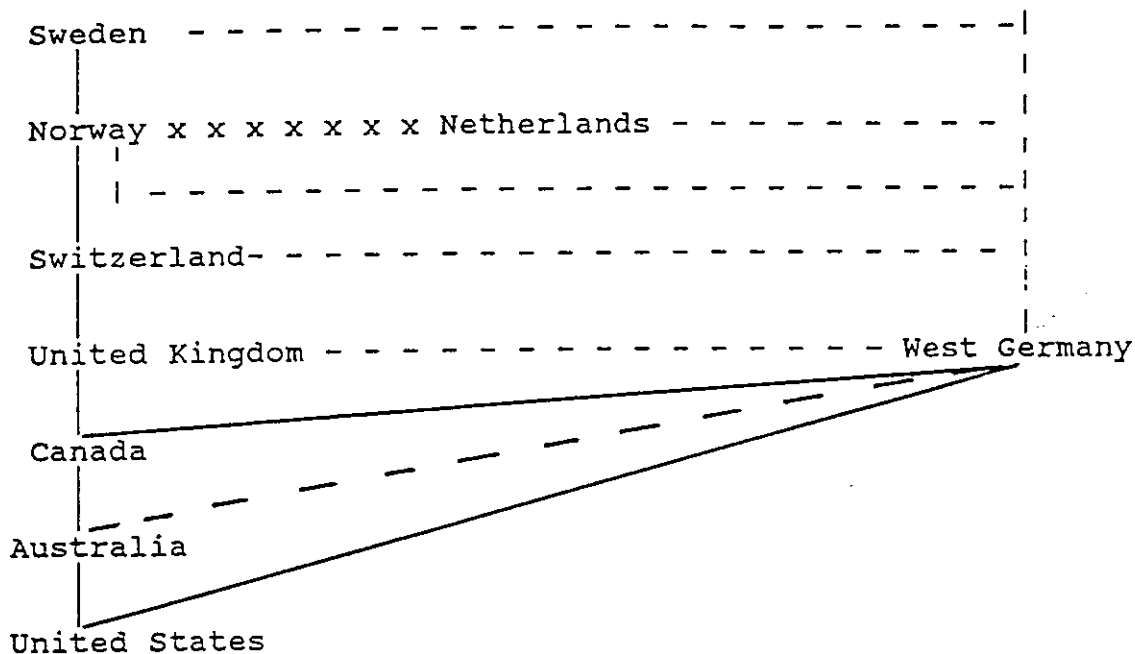 Sweden
Norway x x x x x x x Netherlands
Switzerland
United Kingdom West Germany
Canada
Australia
United States